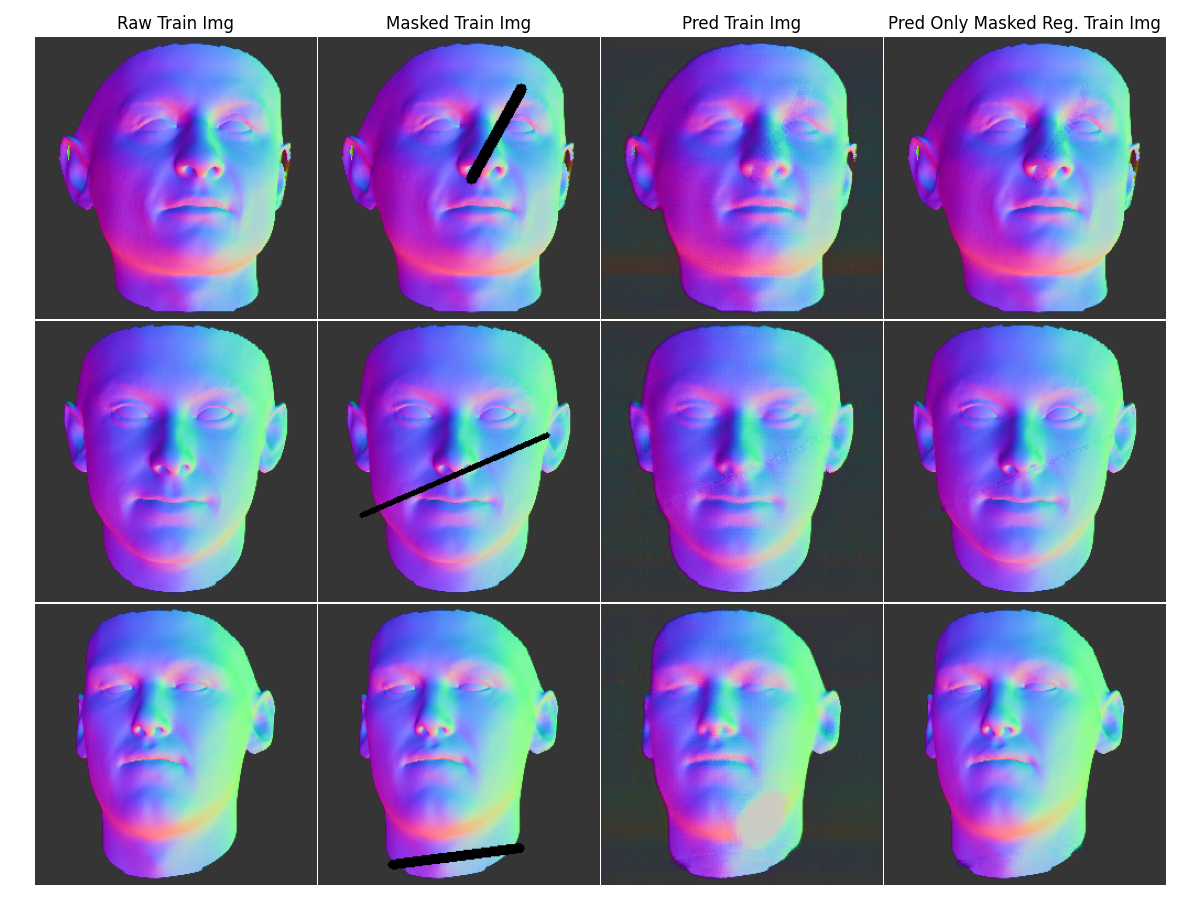 Raw Train Img
Masked Train Img
Pred Train Img
Pred Only Masked Reg. Train Img